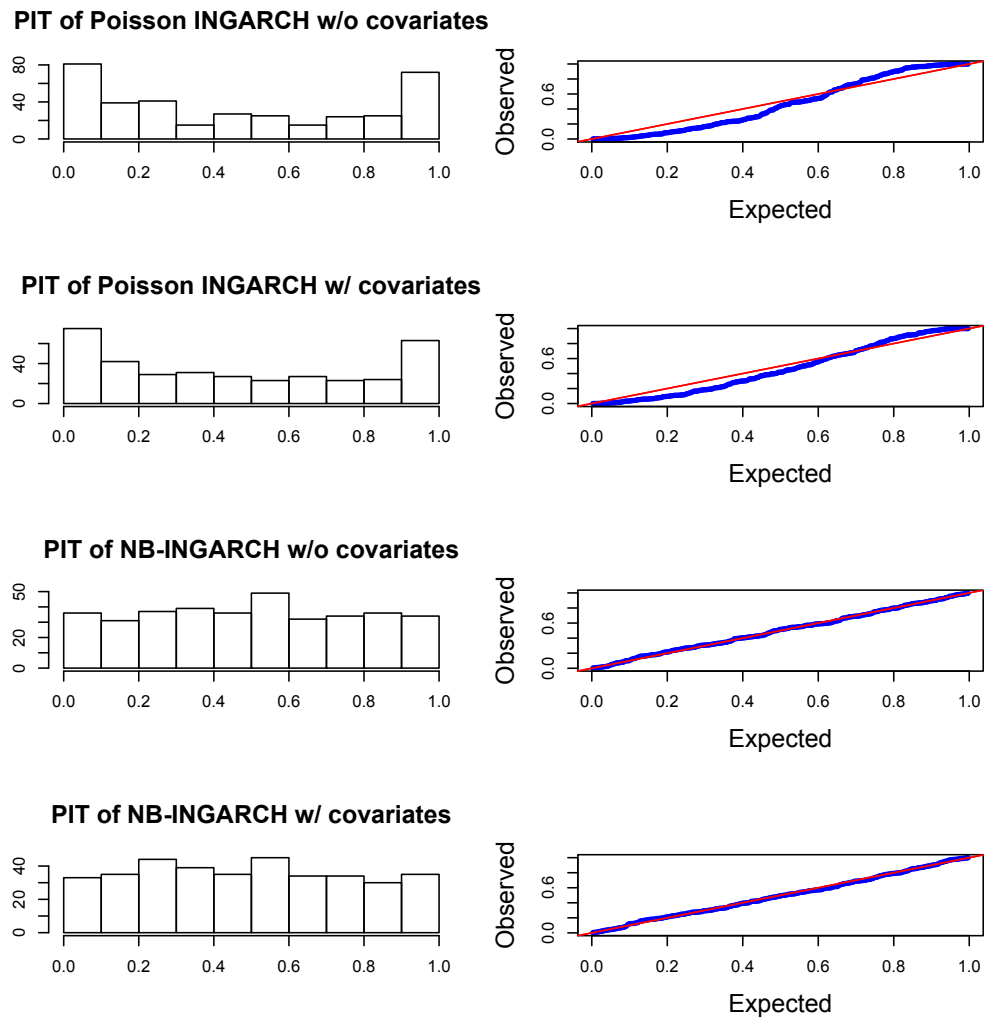 PIT of Poisson INGARCH w/o covariates
0 40 80
0.0 0.2 0.4 0.6 0.8 1.0
Observed
0.0 0.6
0.0 0.2 0.4 0.6 0.8 1.0
Expected
PIT of Poisson INGARCH w/ covariates
0 40
0.0 0.2 0.4 0.6 0.8 1.0
Observed
0.0 0.6
0.0 0.2 0.4 0.6 0.8 1.0
Expected
PIT of NB-INGARCH w/o covariates
0 20 50
0.0 0.2 0.4 0.6 0.8 1.0
Observed
0.0 0.6
0.0 0.2 0.4 0.6 0.8 1.0
Expected
PIT of NB-INGARCH w/ covariates
0 20 40
0.0 0.2 0.4 0.6 0.8 1.0
Observed
0.0 0.6
0.0 0.2 0.4 0.6 0.8 1.0
Expected